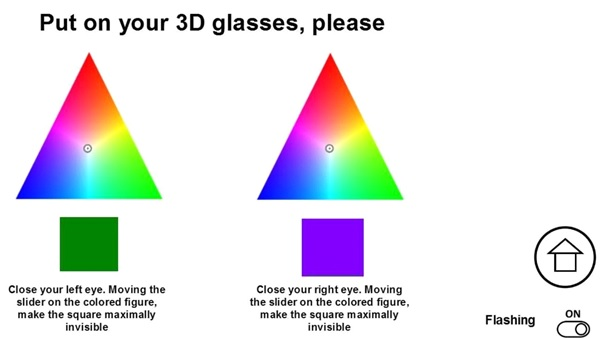 Put on your 3D glasses, please
Close your left eye. Moving the
slider on the colored figure,
make the square maximally
invisible
Close your right eye. Moving
the slider on the colored figure,
make the square maximally
invisible
Flashing
ON